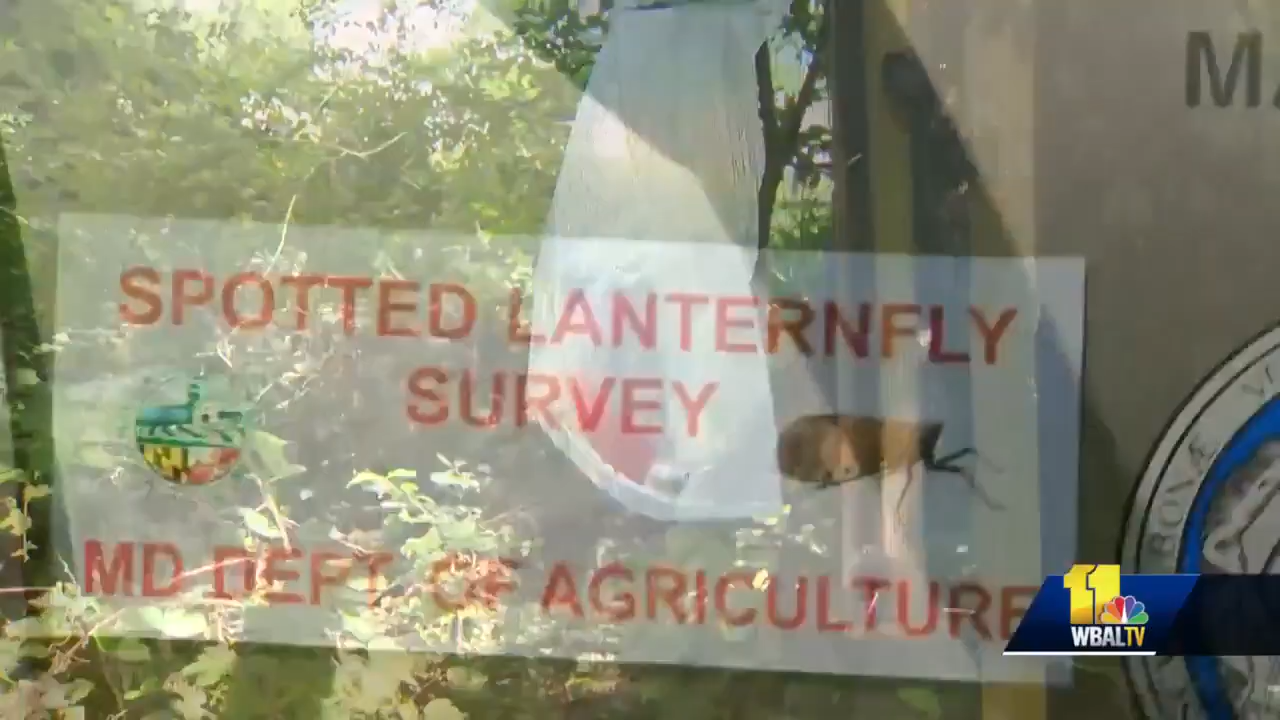 SPOTTED LANTERNFLY
SURVEY
MD DEPT. OF AGRICULTURE
11
WBALTV